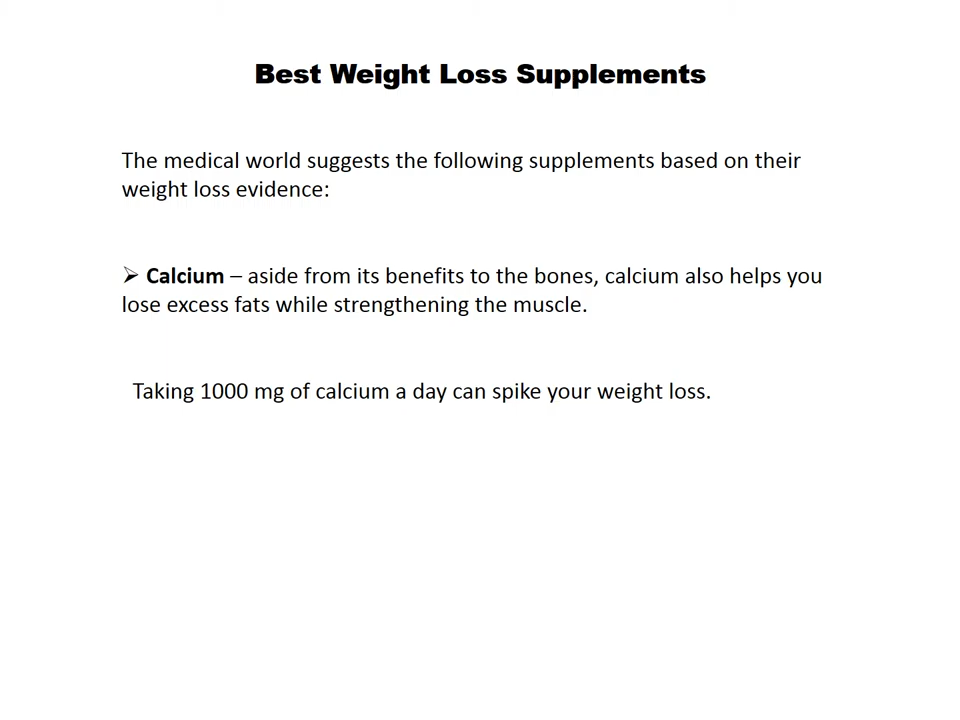 Best Weight Loss Supplements
The medical world suggests the following supplements based on their
weight loss evidence:
➢ Calcium – aside from its benefits to the bones, calcium also helps you
lose excess fats while strengthening the muscle.
Taking 1000 mg of calcium a day can spike your weight loss.